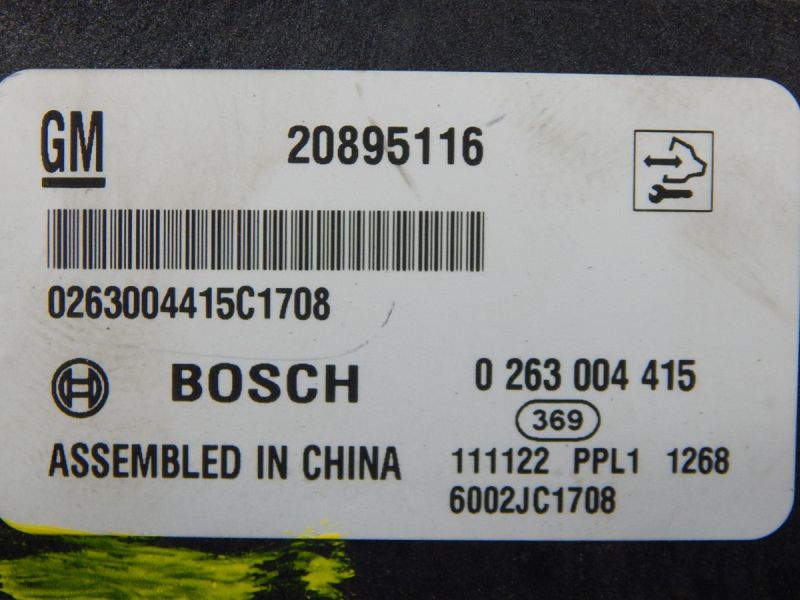 GM 20895116
0263004415C1708
BOSCH 0 263 004 415
369
ASSEMBLED IN CHINA 111122 PPL1 1268
6002JC1708